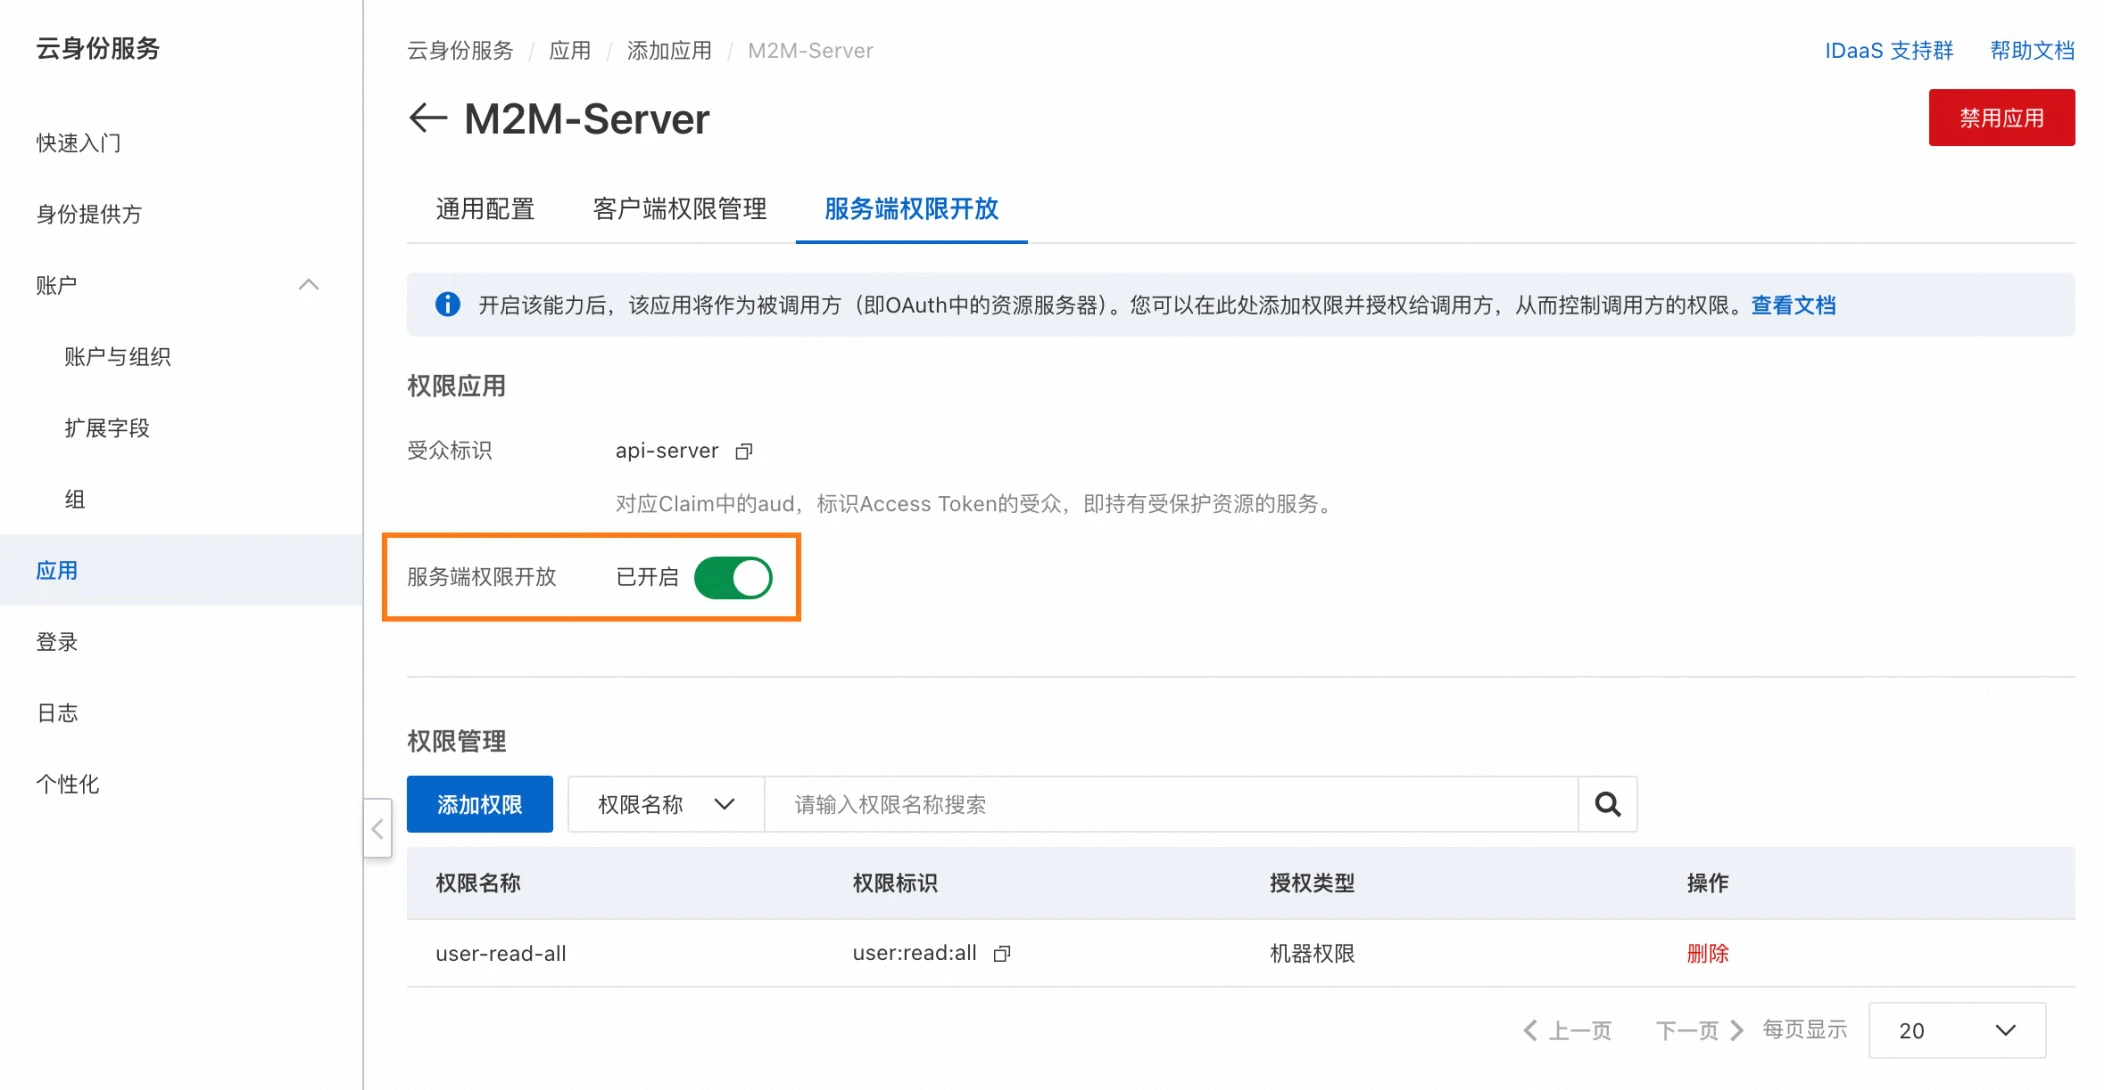 云身份服务
快速入门
身份提供方
账户
账户与组织
扩展字段
组
应用
登录
日志
个性化
云身份服务 / 应用 / 添加应用 / M2M-Server
IDaaS 支持群 帮助文档
M2M-Server
禁用应用
通用配置 客户端权限管理 服务端权限开放
开启该能力后，该应用将作为被调用方（即OAuth中的资源服务器）。您可以在此处添加权限并授权给调用方，从而控制调用方的权限。查看文档
权限应用
受众标识 api-server
对应Claim中的aud，标识Access Token的受众，即持有受保护资源的服务。
服务端权限开放 已开启
权限管理
添加权限 权限名称 请输入权限名称搜索
权限名称 权限标识 授权类型 操作
user-read-all user:read:all 机器权限 删除
上一页 下一页 每页显示 20